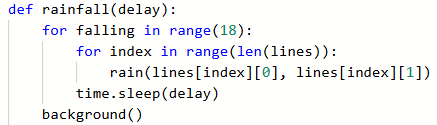 def rainfall(delay):
    for falling in range(18):
        for index in range(len(lines)):
            rain(lines[index][0], lines[index][1])
        time.sleep(delay)
    background()